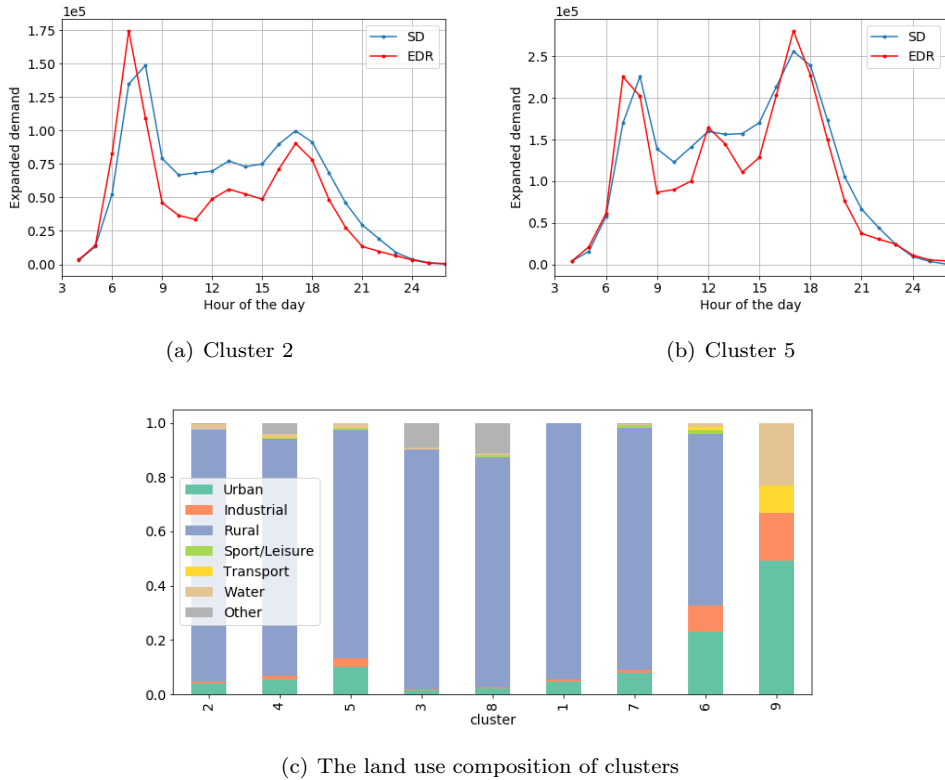 1e5
SD
EDR
1.75
1.50
1.25
1.00
0.75
0.50
0.25
0.00
Expanded demand
3 6 9 12 15 18 21 24
Hour of the day
(a) Cluster 2
1e5
SD
EDR
2.5
2.0
1.5
1.0
0.5
0.0
Expanded demand
3 6 9 12 15 18 21 24
Hour of the day
(b) Cluster 5
1.0
0.8
0.6
0.4
0.2
0.0
Urban
Industrial
Rural
Sport/Leisure
Transport
Water
Other
2 4 5 3 8 1 7 6 9
cluster
(c) The land use composition of clusters